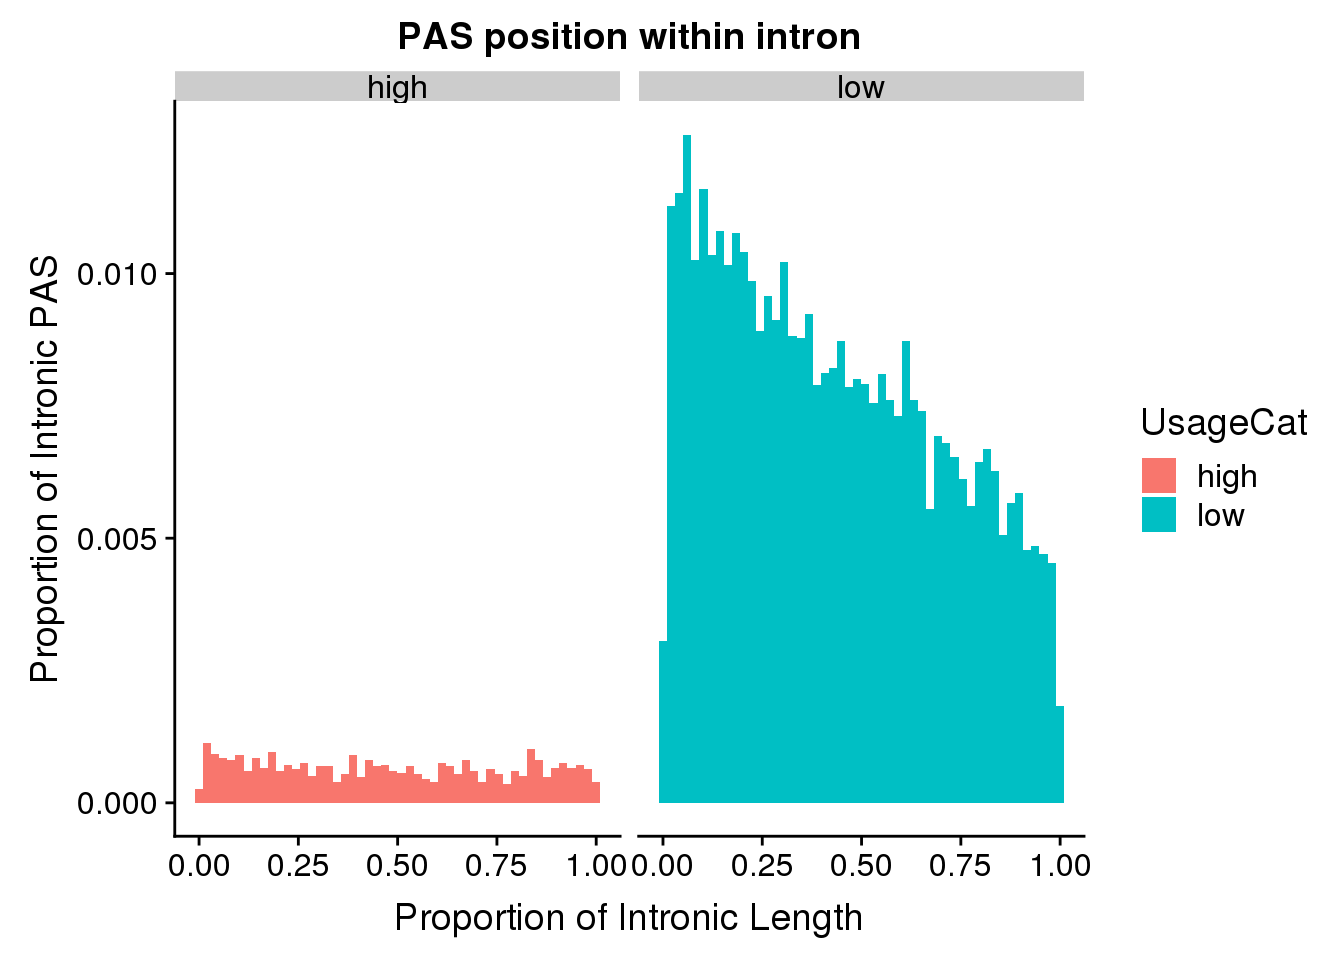 PAS position within intron
high
low
Proportion of Intronic PAS
0.010
0.005
0.000
0.00 0.25 0.50 0.75 1.00
0.00 0.25 0.50 0.75 1.00
Proportion of Intronic Length
UsageCat
high
low